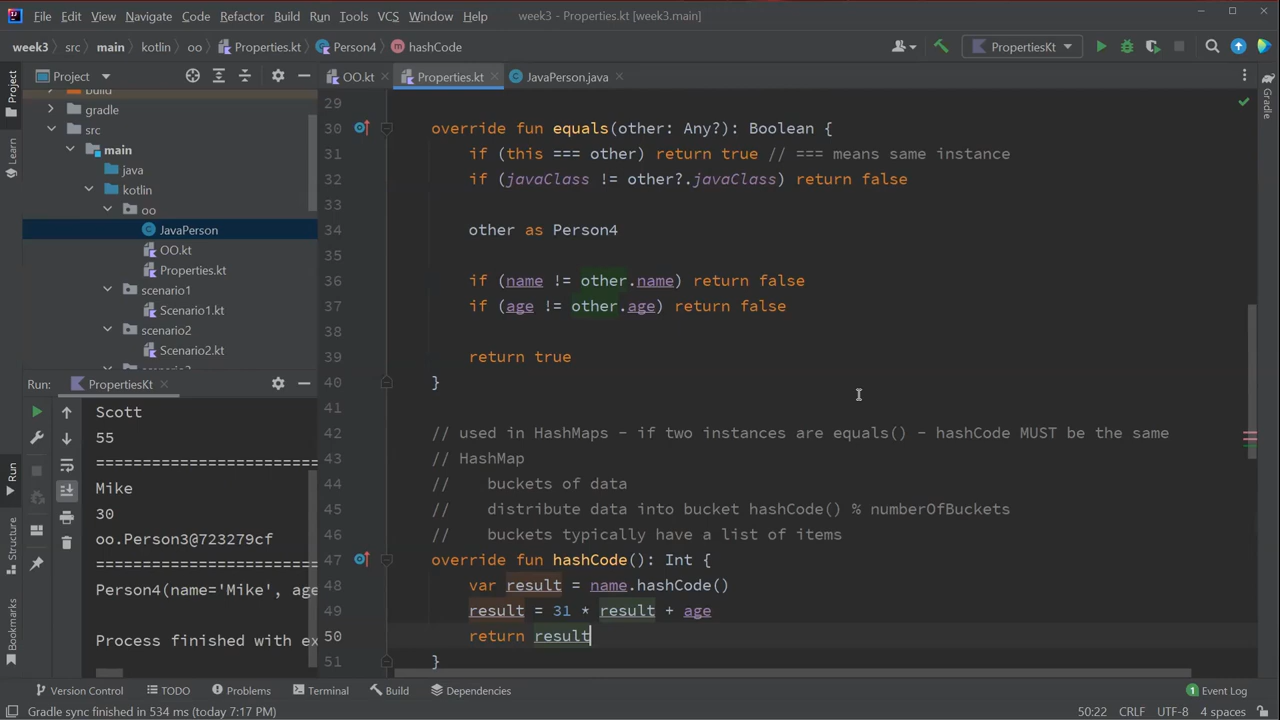 File Edit View Navigate Code Refactor Build Run Tools VCS Window Help week3 - Properties.kt [week3.main]
week3 src main kotlin oo Properties.kt Person4 hashCode PropertiesKt
Project OO.kt Properties.kt JavaPerson.java
build
gradle
src
main
java
kotlin
oo
JavaPerson
OO.kt
Properties.kt
scenario1
Scenario1.kt
scenario2
Scenario2.kt
Project
Learn
Gradle
29
30 override fun equals(other: Any?): Boolean {
31 if (this === other) return true // === means same instance
32 if (javaClass != other?.javaClass) return false
33
34 other as Person4
35
36 if (name != other.name) return false
37 if (age != other.age) return false
38
39 return true
40 }
41
42 // used in HashMaps - if two instances are equals() - hashCode MUST be the same
43 // HashMap
44 // buckets of data
45 // distribute data into bucket hashCode() % numberOfBuckets
46 // buckets typically have a list of items
47 override fun hashCode(): Int {
48 var result = name.hashCode()
49 result = 31 * result + age
50 return result
51 }
Run: PropertiesKt
Scott
55
========================
Mike
30
oo.Person3@723279cf
========================
Person4(name='Mike', age
Process finished with ex
Run
Structure
Bookmarks
Version Control TODO Problems Terminal Build Dependencies 1 Event Log
Gradle sync finished in 534 ms (today 7:17 PM) 50:22 CRLF UTF-8 4 spaces